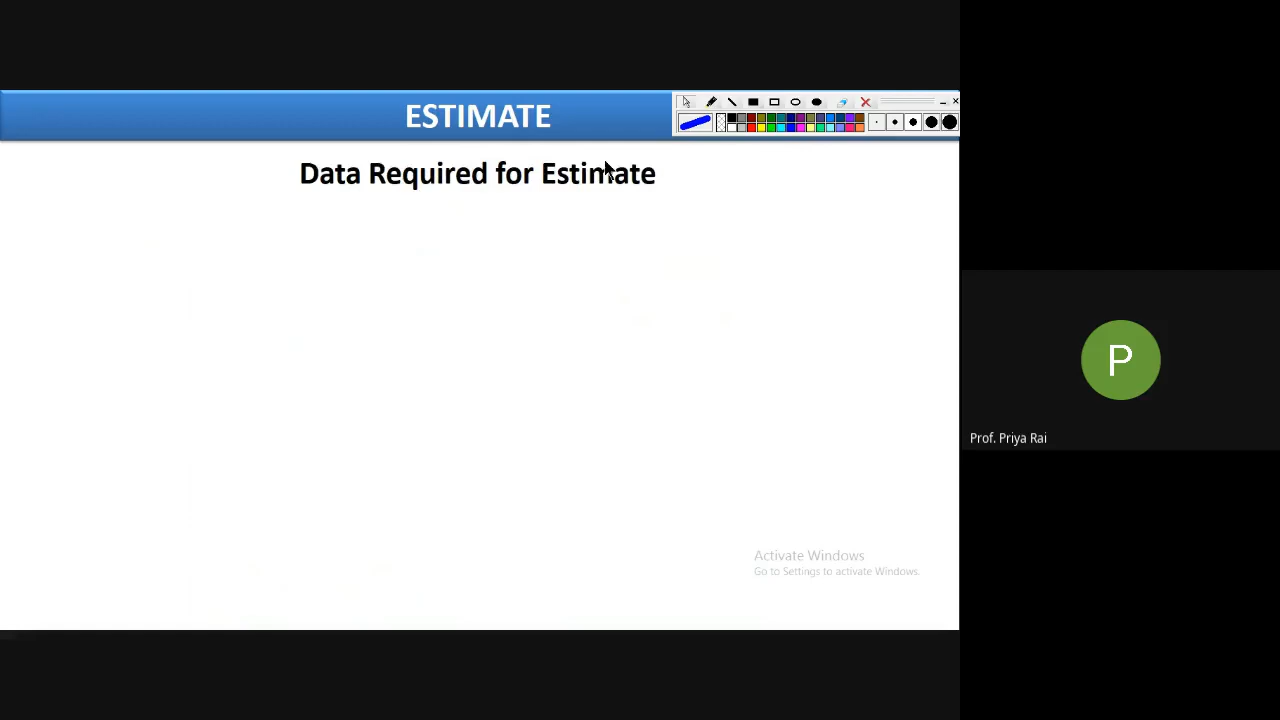 ESTIMATE
Data Required for Estimate
P
Prof. Priya Rai
Activate Windows
Go to Settings to activate Windows.